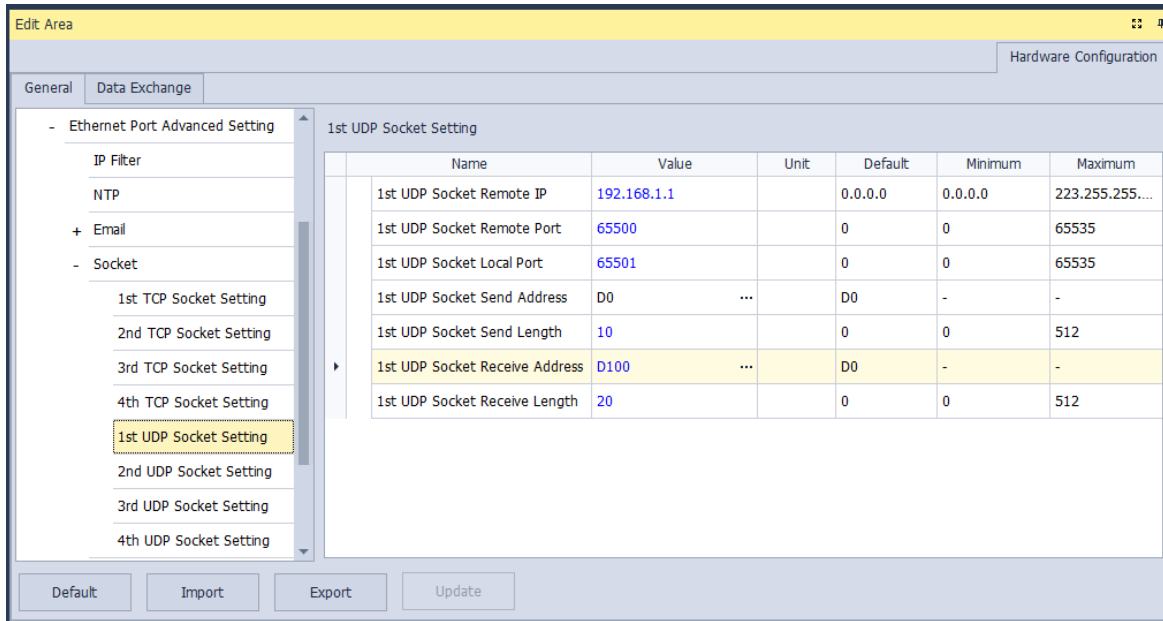 Edit Area
Hardware Configuration
General Data Exchange
- Ethernet Port Advanced Setting
IP Filter
NTP
+ Email
- Socket
1st TCP Socket Setting
2nd TCP Socket Setting
3rd TCP Socket Setting
4th TCP Socket Setting
1st UDP Socket Setting
2nd UDP Socket Setting
3rd UDP Socket Setting
4th UDP Socket Setting
1st UDP Socket Setting
Name Value Unit Default Minimum Maximum
1st UDP Socket Remote IP 192.168.1.1 0.0.0.0 0.0.0.0 223.255.255....
1st UDP Socket Remote Port 65500 0 0 65535
1st UDP Socket Local Port 65501 0 0 65535
1st UDP Socket Send Address D0 ... D0 - -
1st UDP Socket Send Length 10 0 0 512
1st UDP Socket Receive Address D100 ... D0 - -
1st UDP Socket Receive Length 20 0 0 512
Default Import Export Update